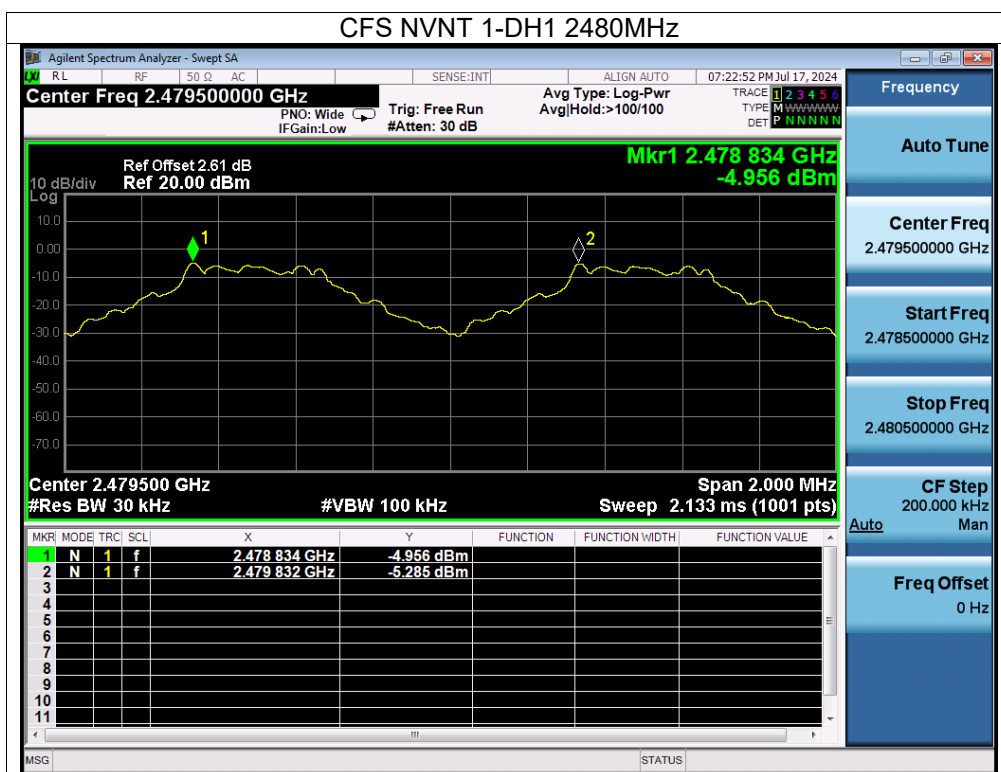 CFS NVNT 1-DH1 2480MHz
Agilent Spectrum Analyzer - Swept SA
LXI RL RF 50 Ω AC SENSE:INT ALIGN AUTO 07:22:52 PM Jul 17, 2024
Center Freq 2.479500000 GHz
PNO: Wide
IFGain:Low
Trig: Free Run
#Atten: 30 dB
Avg Type: Log-Pwr
Avg|Hold:>100/100
TRACE 1 2 3 4 5 6
TYPE M WWWWW
DET P N N N N N
Mkr1 2.478 834 GHz
-4.956 dBm
Ref Offset 2.61 dB
10 dB/div Ref 20.00 dBm
Log
10.0
0.00
-10.0
-20.0
-30.0
-40.0
-50.0
-60.0
-70.0
1
2
Center 2.479500 GHz Span 2.000 MHz
#Res BW 30 kHz #VBW 100 kHz Sweep 2.133 ms (1001 pts)
MKR MODE TRC SCL X Y FUNCTION FUNCTION WIDTH FUNCTION VALUE
1 N 1 f 2.478 834 GHz -4.956 dBm
2 N 1 f 2.479 832 GHz -5.285 dBm
3
4
5
6
7
8
9
10
11
MSG STATUS
Frequency
Auto Tune
Center Freq
2.479500000 GHz
Start Freq
2.478500000 GHz
Stop Freq
2.480500000 GHz
CF Step
200.000 kHz
Auto Man
Freq Offset
0 Hz